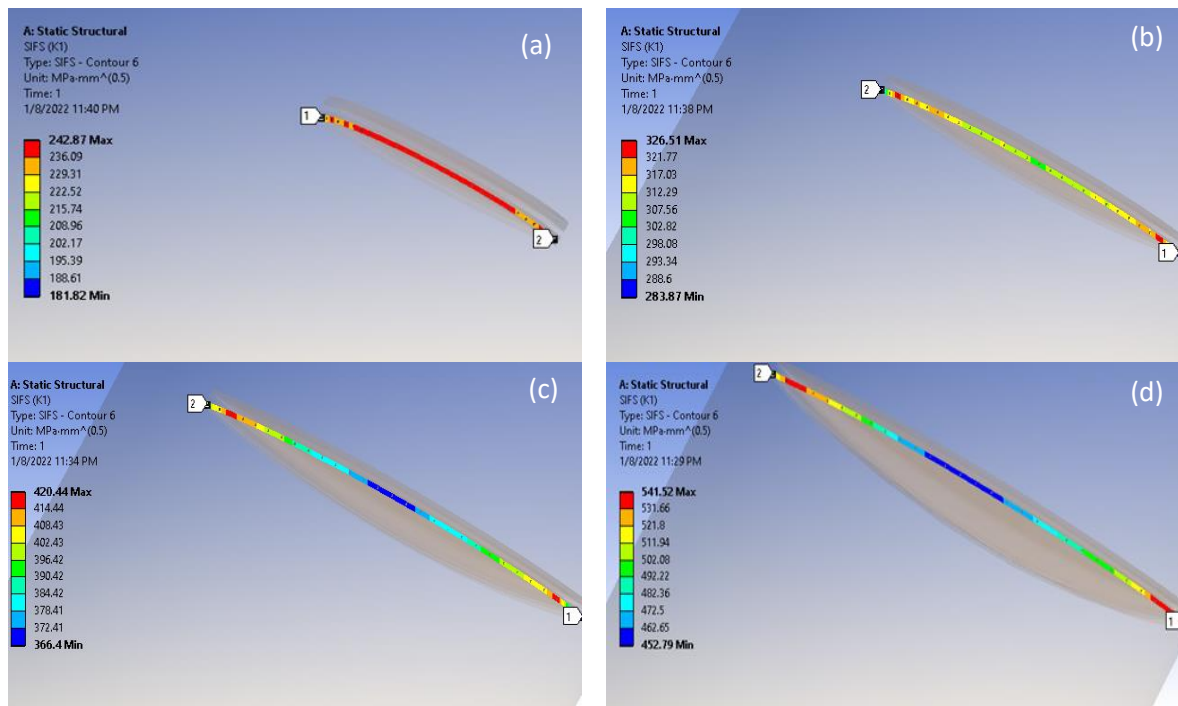 (a)
A: Static Structural
SIFS (K1)
Type: SIFS - Contour 6
Unit: MPa·mm^(0.5)
Time: 1
1/8/2022 11:40 PM
242.87 Max
236.09
229.31
222.52
215.74
208.96
202.17
195.39
188.61
181.82 Min
1
2
(b)
A: Static Structural
SIFS (K1)
Type: SIFS - Contour 6
Unit: MPa·mm^(0.5)
Time: 1
1/8/2022 11:38 PM
326.51 Max
321.77
317.03
312.29
307.56
302.82
298.08
293.34
288.6
283.87 Min
2
1
(c)
A: Static Structural
SIFS (K1)
Type: SIFS - Contour 6
Unit: MPa·mm^(0.5)
Time: 1
1/8/2022 11:34 PM
420.44 Max
414.44
408.43
402.43
396.42
390.42
384.42
378.41
372.41
366.4 Min
2
1
(d)
A: Static Structural
SIFS (K1)
Type: SIFS - Contour 6
Unit: MPa·mm^(0.5)
Time: 1
1/8/2022 11:29 PM
541.52 Max
531.66
521.8
511.94
502.08
492.22
482.36
472.5
462.65
452.79 Min
2
1